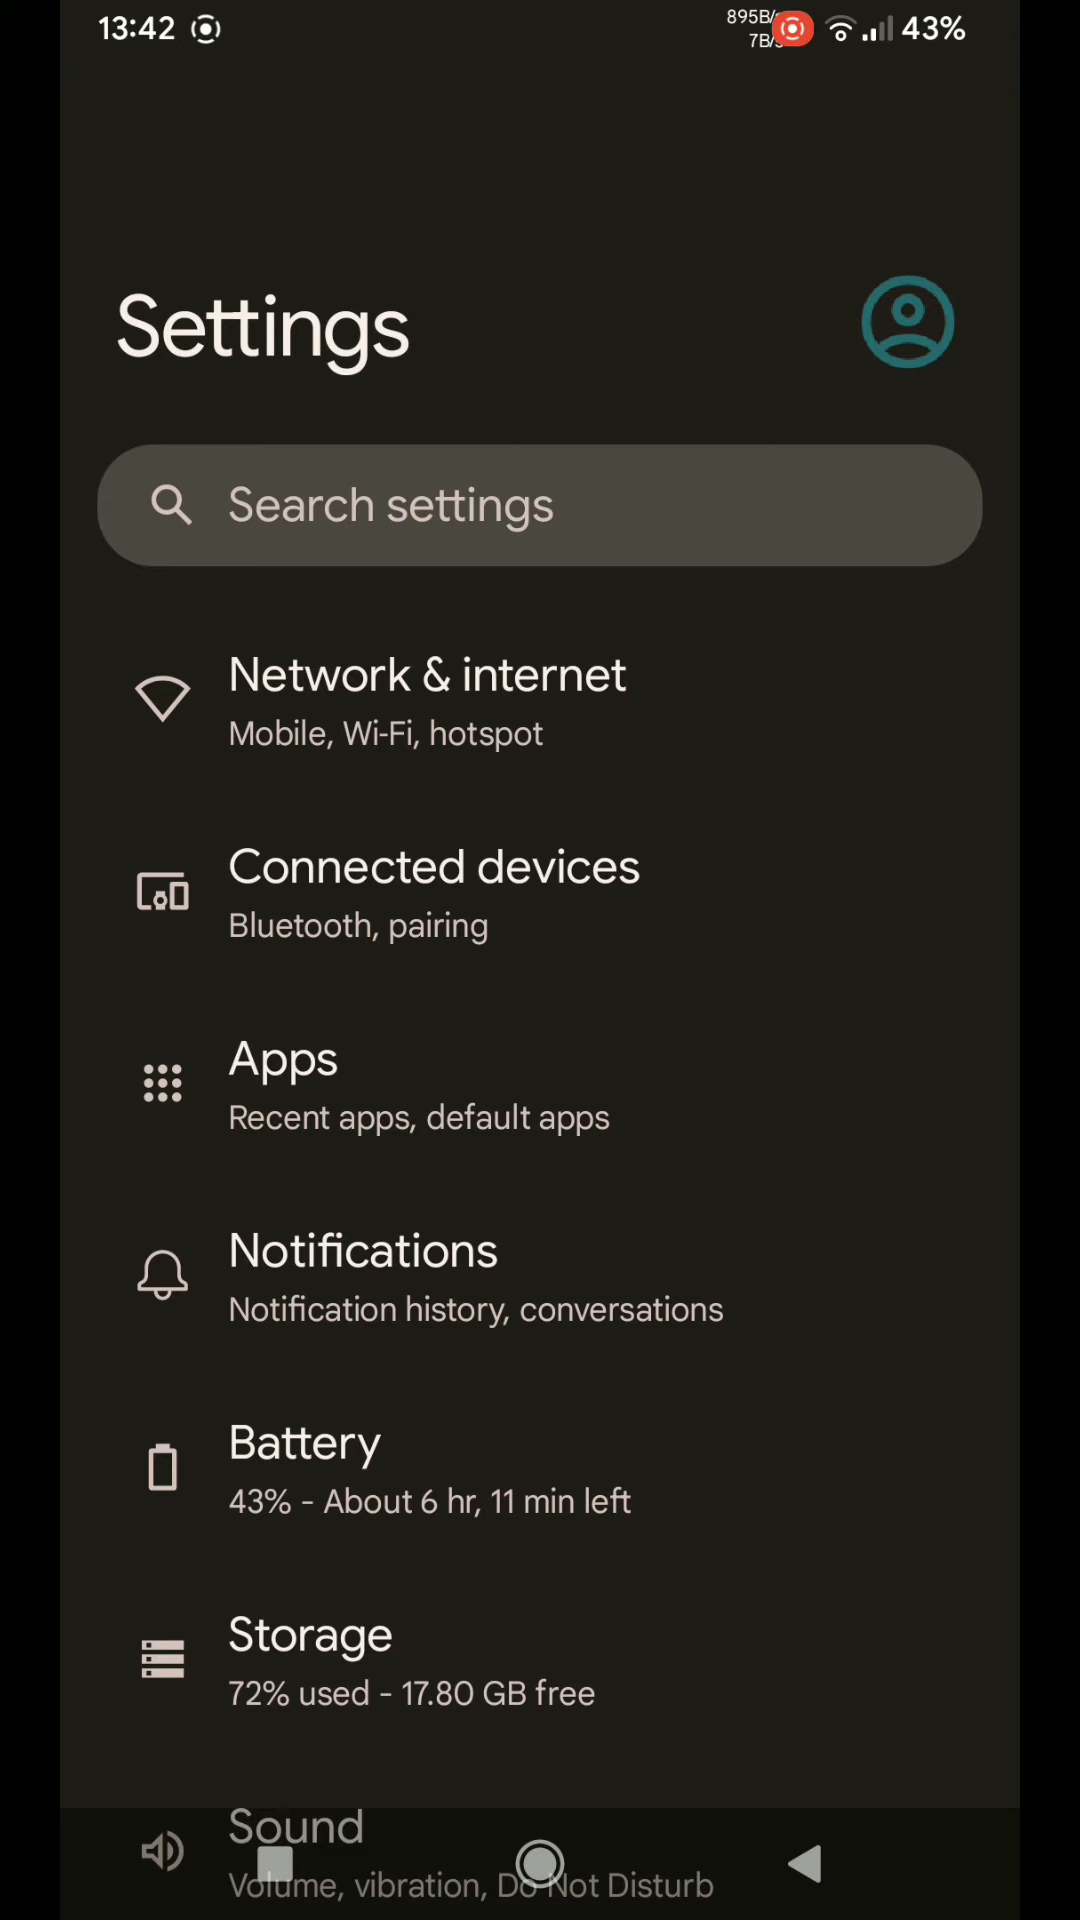 13:42
895B/
7B/
43%
Settings
Search settings
Network & internet
Mobile, Wi-Fi, hotspot
Connected devices
Bluetooth, pairing
Apps
Recent apps, default apps
Notifications
Notification history, conversations
Battery
43% - About 6 hr, 11 min left
Storage
72% used - 17.80 GB free
Sound
Volume, vibration, Do Not Disturb